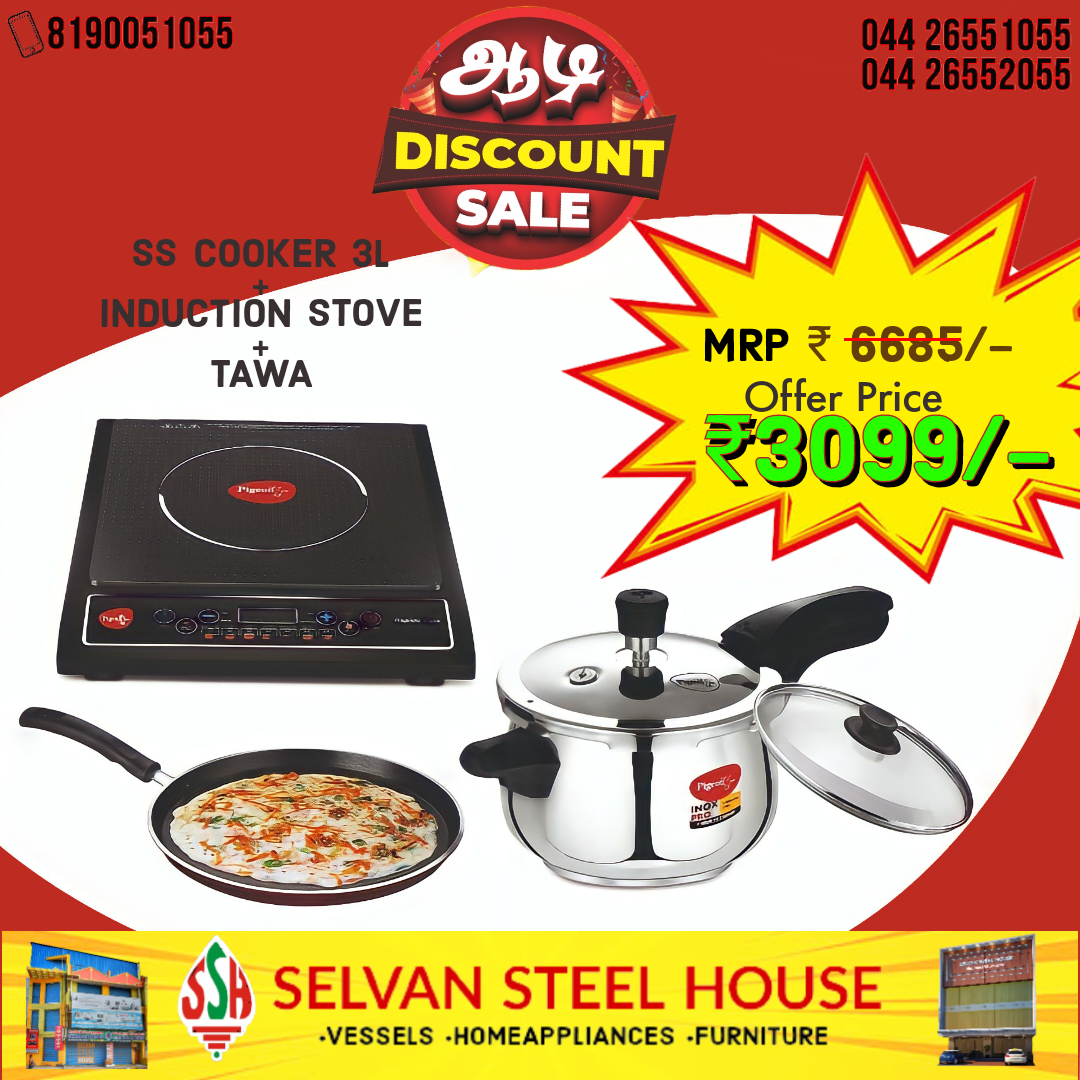 8190051055
044 26551055
044 26552055
ஆடி
DISCOUNT
SALE
SS COOKER 3L
+
INDUCTION STOVE
+
TAWA
MRP ₹ 6685/-
Offer Price
₹3099/-
Pigeon
Pigeon
INOX
PRO
SSH
SELVAN STEEL HOUSE
•VESSELS •HOMEAPPLIANCES •FURNITURE